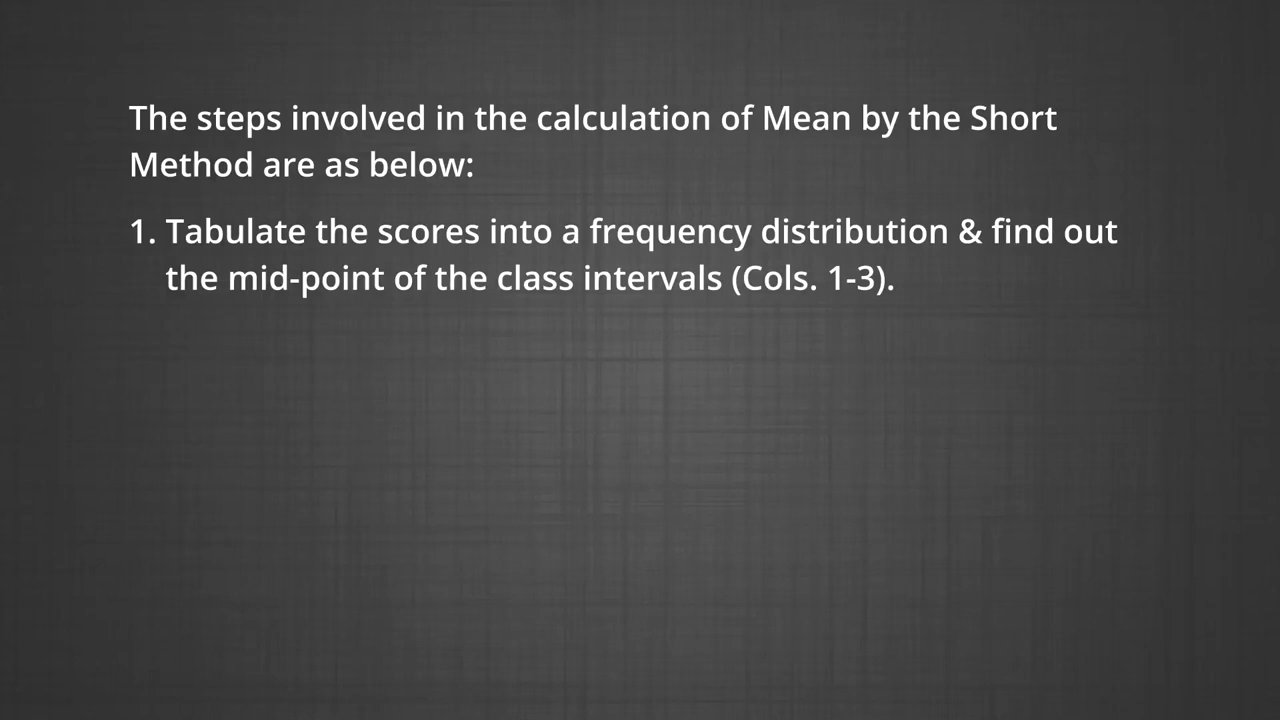 The steps involved in the calculation of Mean by the Short
Method are as below:
1. Tabulate the scores into a frequency distribution & find out
the mid-point of the class intervals (Cols. 1-3).